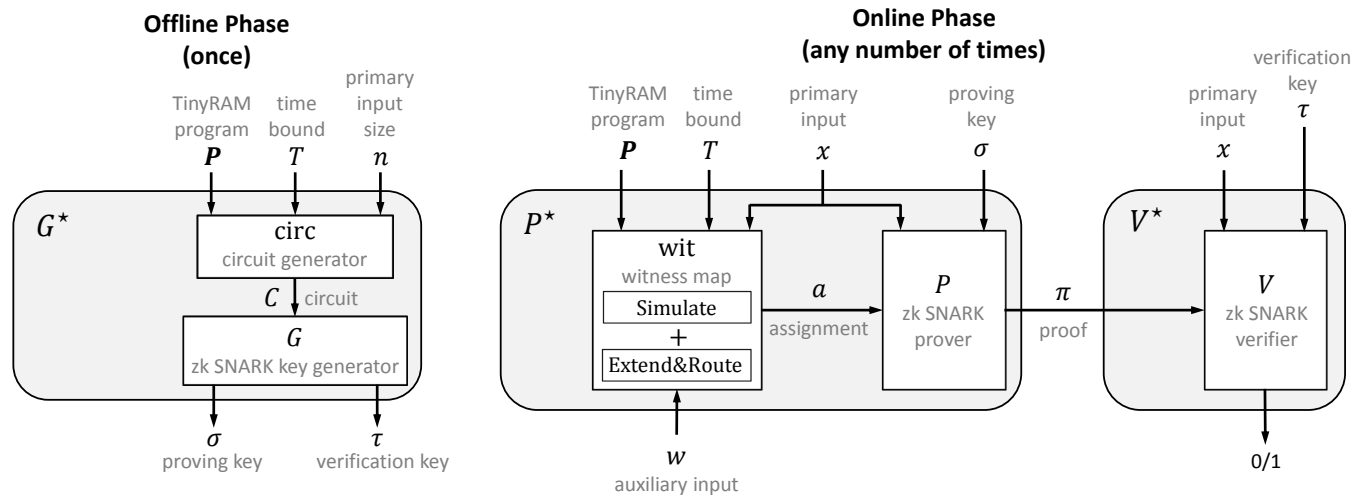 Offline Phase
(once)
TinyRAM
program
P
time
bound
T
primary
input
size
n
G⋆
circ
circuit generator
C circuit
G
zk SNARK key generator
σ
proving key
τ
verification key
Online Phase
(any number of times)
TinyRAM
program
P
time
bound
T
primary
input
x
proving
key
σ
P⋆
wit
witness map
Simulate
+
Extend&Route
w
auxiliary input
a
assignment
P
zk SNARK
prover
π
proof
primary
input
x
verification
key
τ
V⋆
V
zk SNARK
verifier
0/1